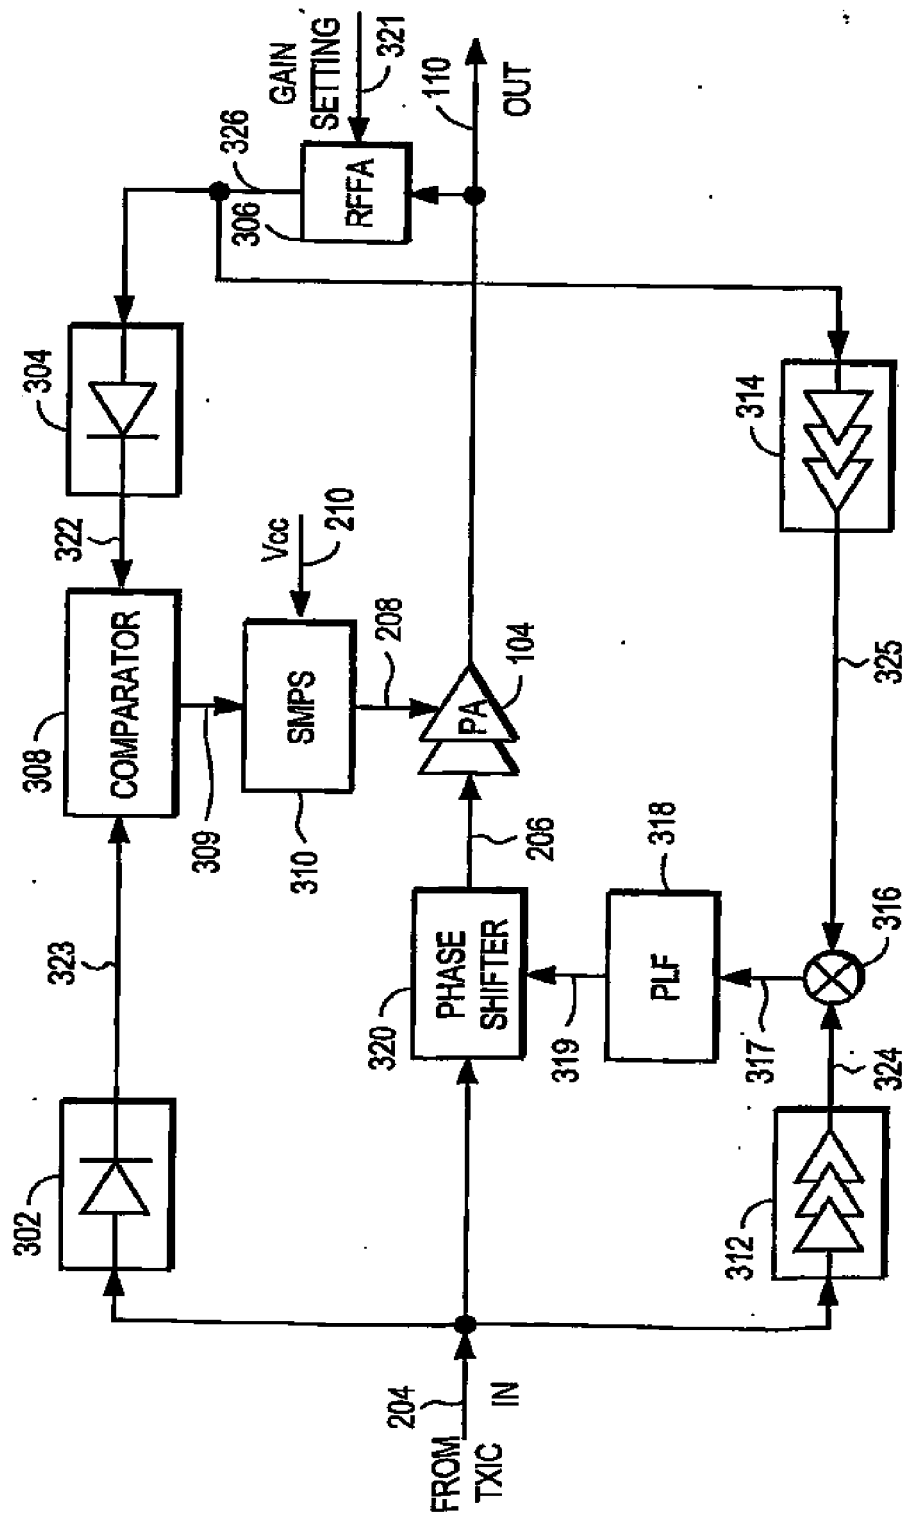 302
323
308
COMPARATOR
322
304
309
326
GAIN
SETTING
321
306
RFFA
310
SMPS
Vcc
210
208
FROM
TXIC
204
IN
320
PHASE
SHIFTER
206
PA
104
110
OUT
319
PLF
318
317
312
324
316
325
314